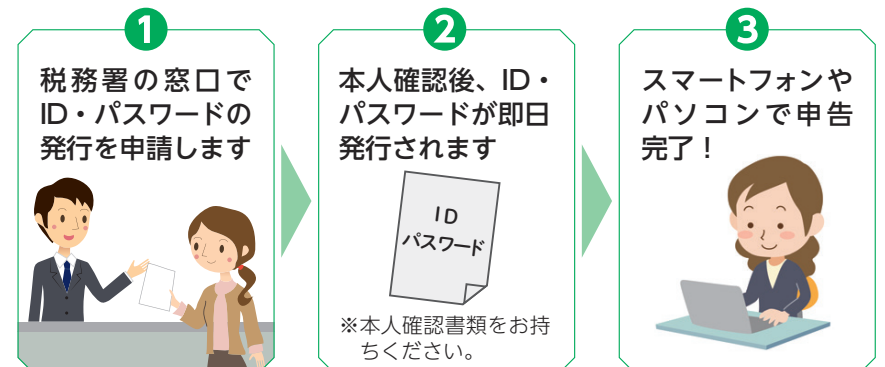 1
税務署の窓口で
ID・パスワードの
発行を申請します
2
本人確認後、ID・
パスワードが即日
発行されます
ID
パスワード
※本人確認書類をお持
ちください。
3
スマートフォンや
パソコンで申告
完了!